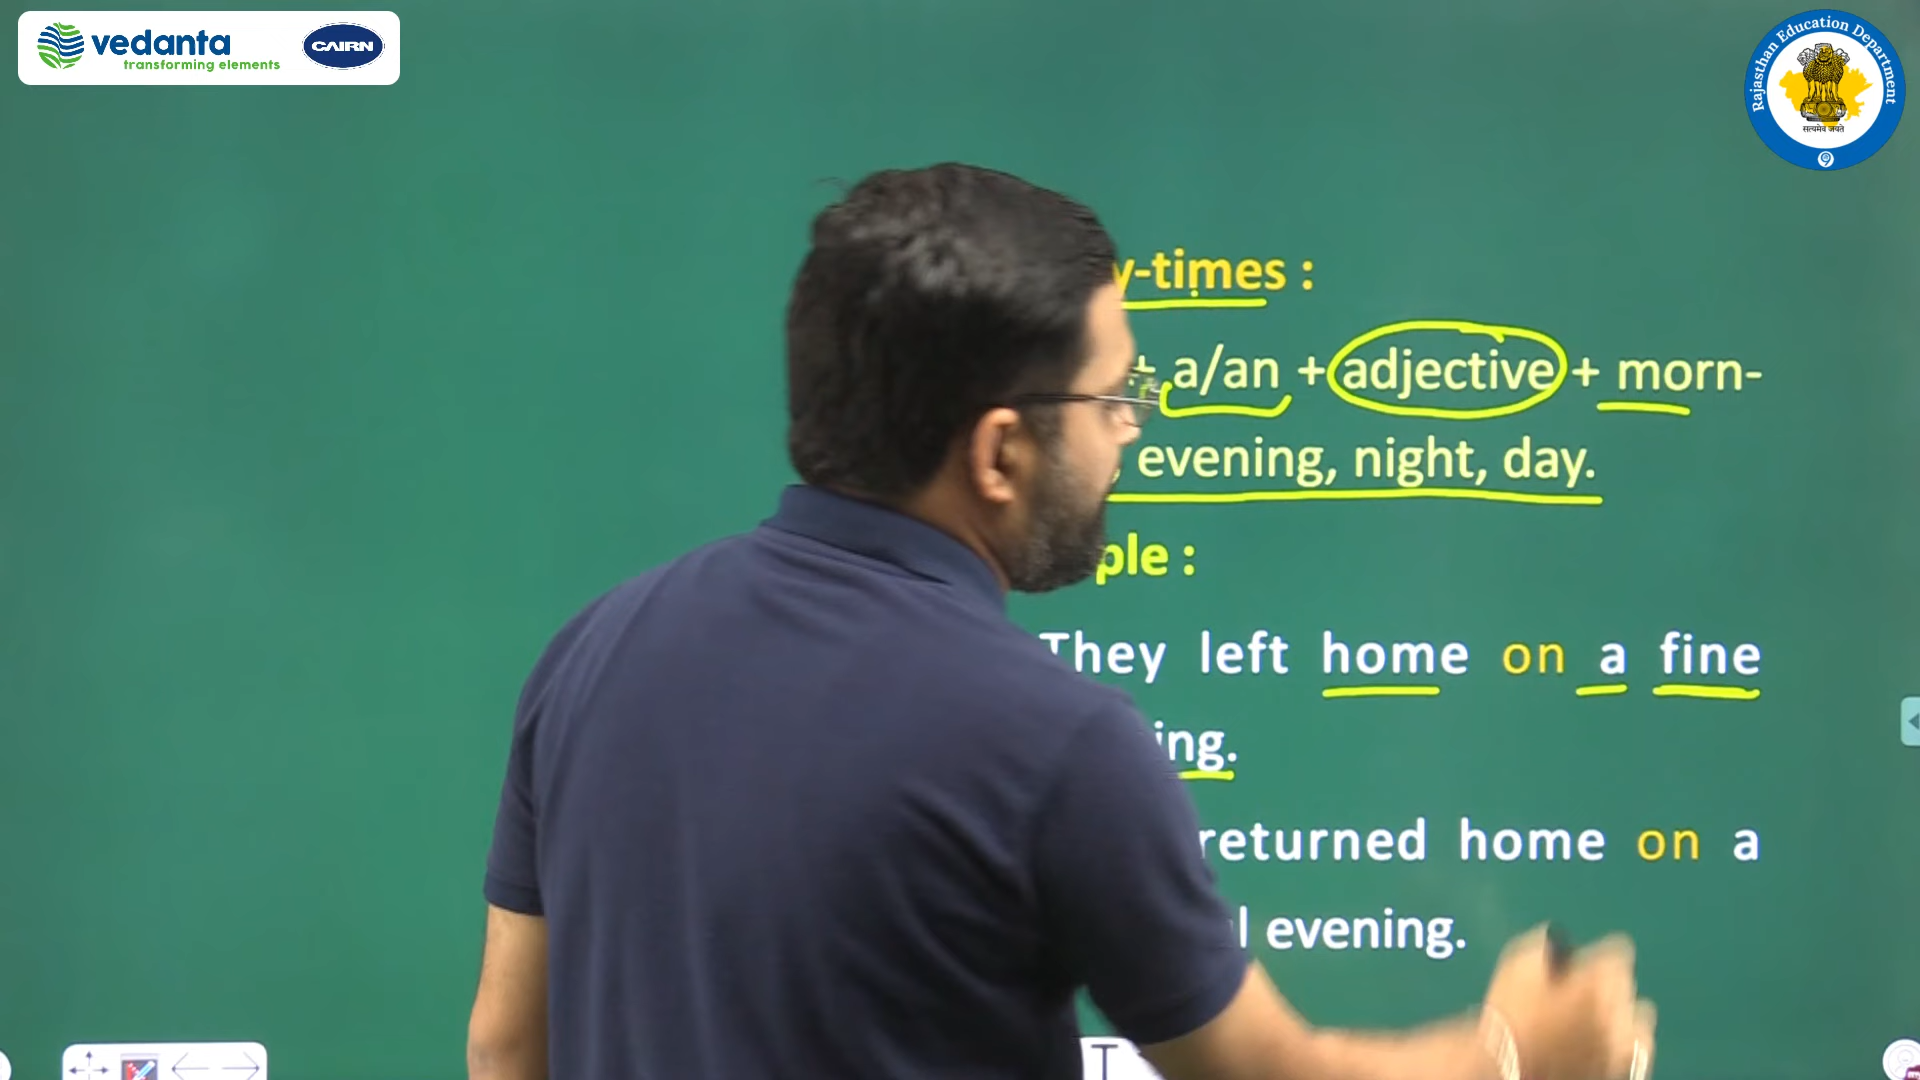 vedanta
transforming elements
CAIRN
Rajasthan Education Department
सत्यमेव जयते
y-times :
+ a/an + adjective + morn-
, evening, night, day.
ple :
They left home on a fine
ing.
returned home on a
l evening.
T